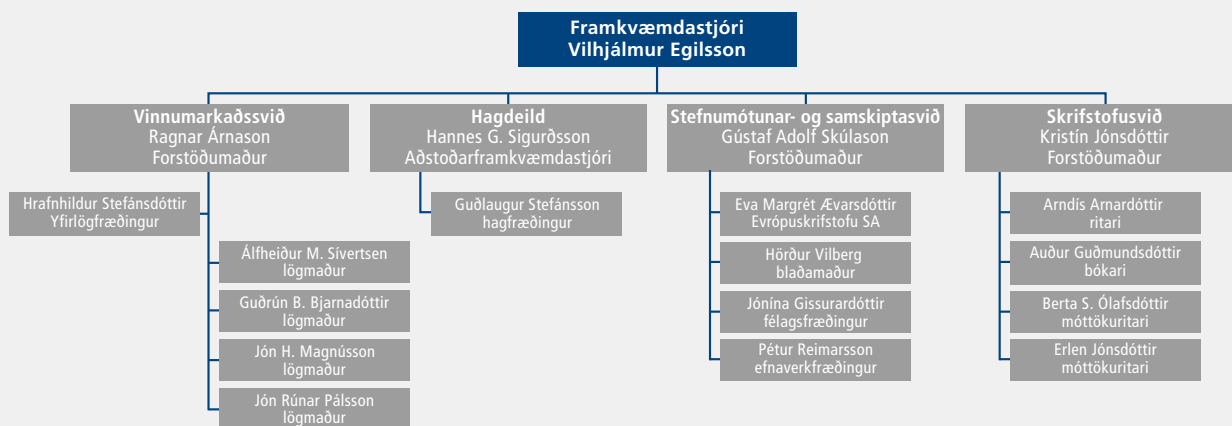 Framkvæmdastjóri
Vilhjálmur Egilsson
Vinnumarkaðssvið
Ragnar Árnason
Forstöðumaður
Hagdeild
Hannes G. Sigurðsson
Aðstoðarframkvæmdastjóri
Stefnumótunar- og samskiptasvið
Gústaf Adolf Skúlason
Forstöðumaður
Skrifstofusvið
Kristín Jónsdóttir
Forstöðumaður
Hrafnhildur Stefánsdóttir
Yfirlögfræðingur
Álfheiður M. Sívertsen
lögmaður
Guðrún B. Bjarnadóttir
lögmaður
Jón H. Magnússon
lögmaður
Jón Rúnar Pálsson
lögmaður
Guðlaugur Stefánsson
hagfræðingur
Eva Margrét Ævarsdóttir
Evrópuskrifstofu SA
Hörður Vilberg
blaðamaður
Jónína Gissurardóttir
félagsfræðingur
Pétur Reimarsson
efnaverkfræðingur
Arndís Arnardóttir
ritari
Auður Guðmundsdóttir
bókari
Berta S. Ólafsdóttir
móttökuritari
Erlen Jónsdóttir
móttökuritari